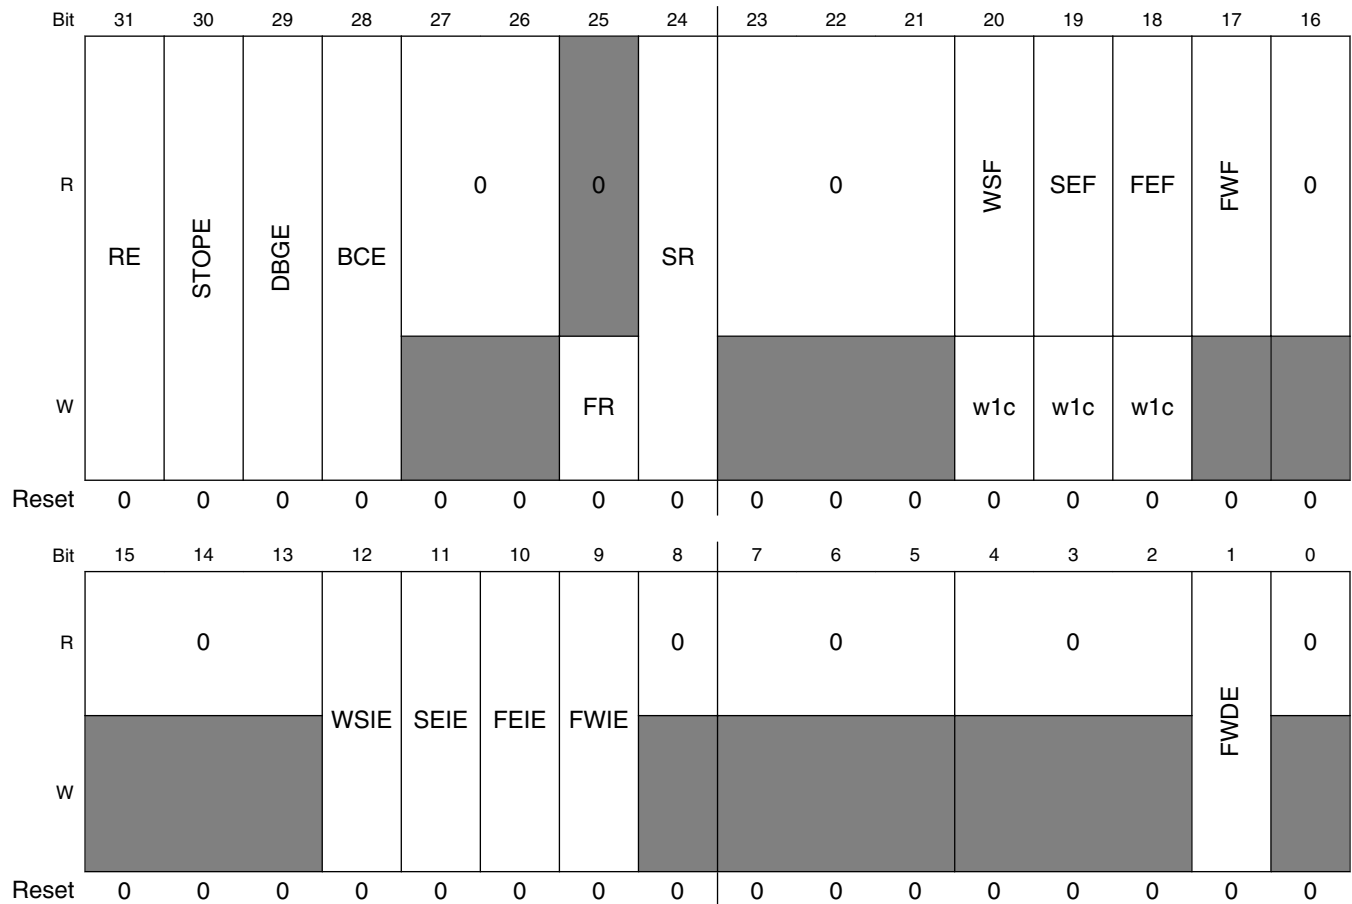 Bit 31 30 29 28 27 26 25 24 23 22 21 20 19 18 17 16
R RE STOPE DBGE BCE 0 0 SR 0 WSF SEF FEF FWF 0
W FR w1c w1c w1c
Reset 0 0 0 0 0 0 0 0 0 0 0 0 0 0 0 0
Bit 15 14 13 12 11 10 9 8 7 6 5 4 3 2 1 0
R 0 WSIE SEIE FEIE FWIE 0 0 0 FWDE 0
W
Reset 0 0 0 0 0 0 0 0 0 0 0 0 0 0 0 0